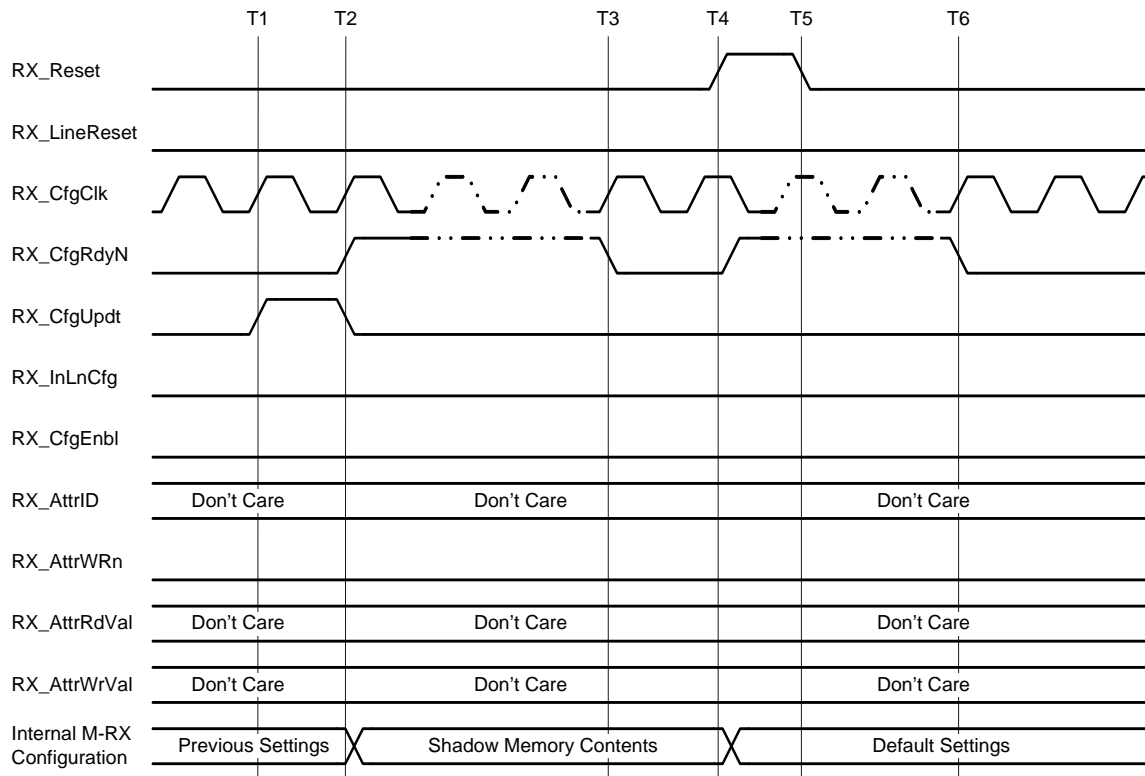 T1 T2 T3 T4 T5 T6
RX_Reset
RX_LineReset
RX_CfgClk
RX_CfgRdyN
RX_CfgUpdt
RX_InLnCfg
RX_CfgEnbl
RX_AttrID Don't Care Don't Care Don't Care
RX_AttrWRn
RX_AttrRdVal Don't Care Don't Care Don't Care
RX_AttrWrVal Don't Care Don't Care Don't Care
Internal M-RX
Configuration Previous Settings Shadow Memory Contents Default Settings